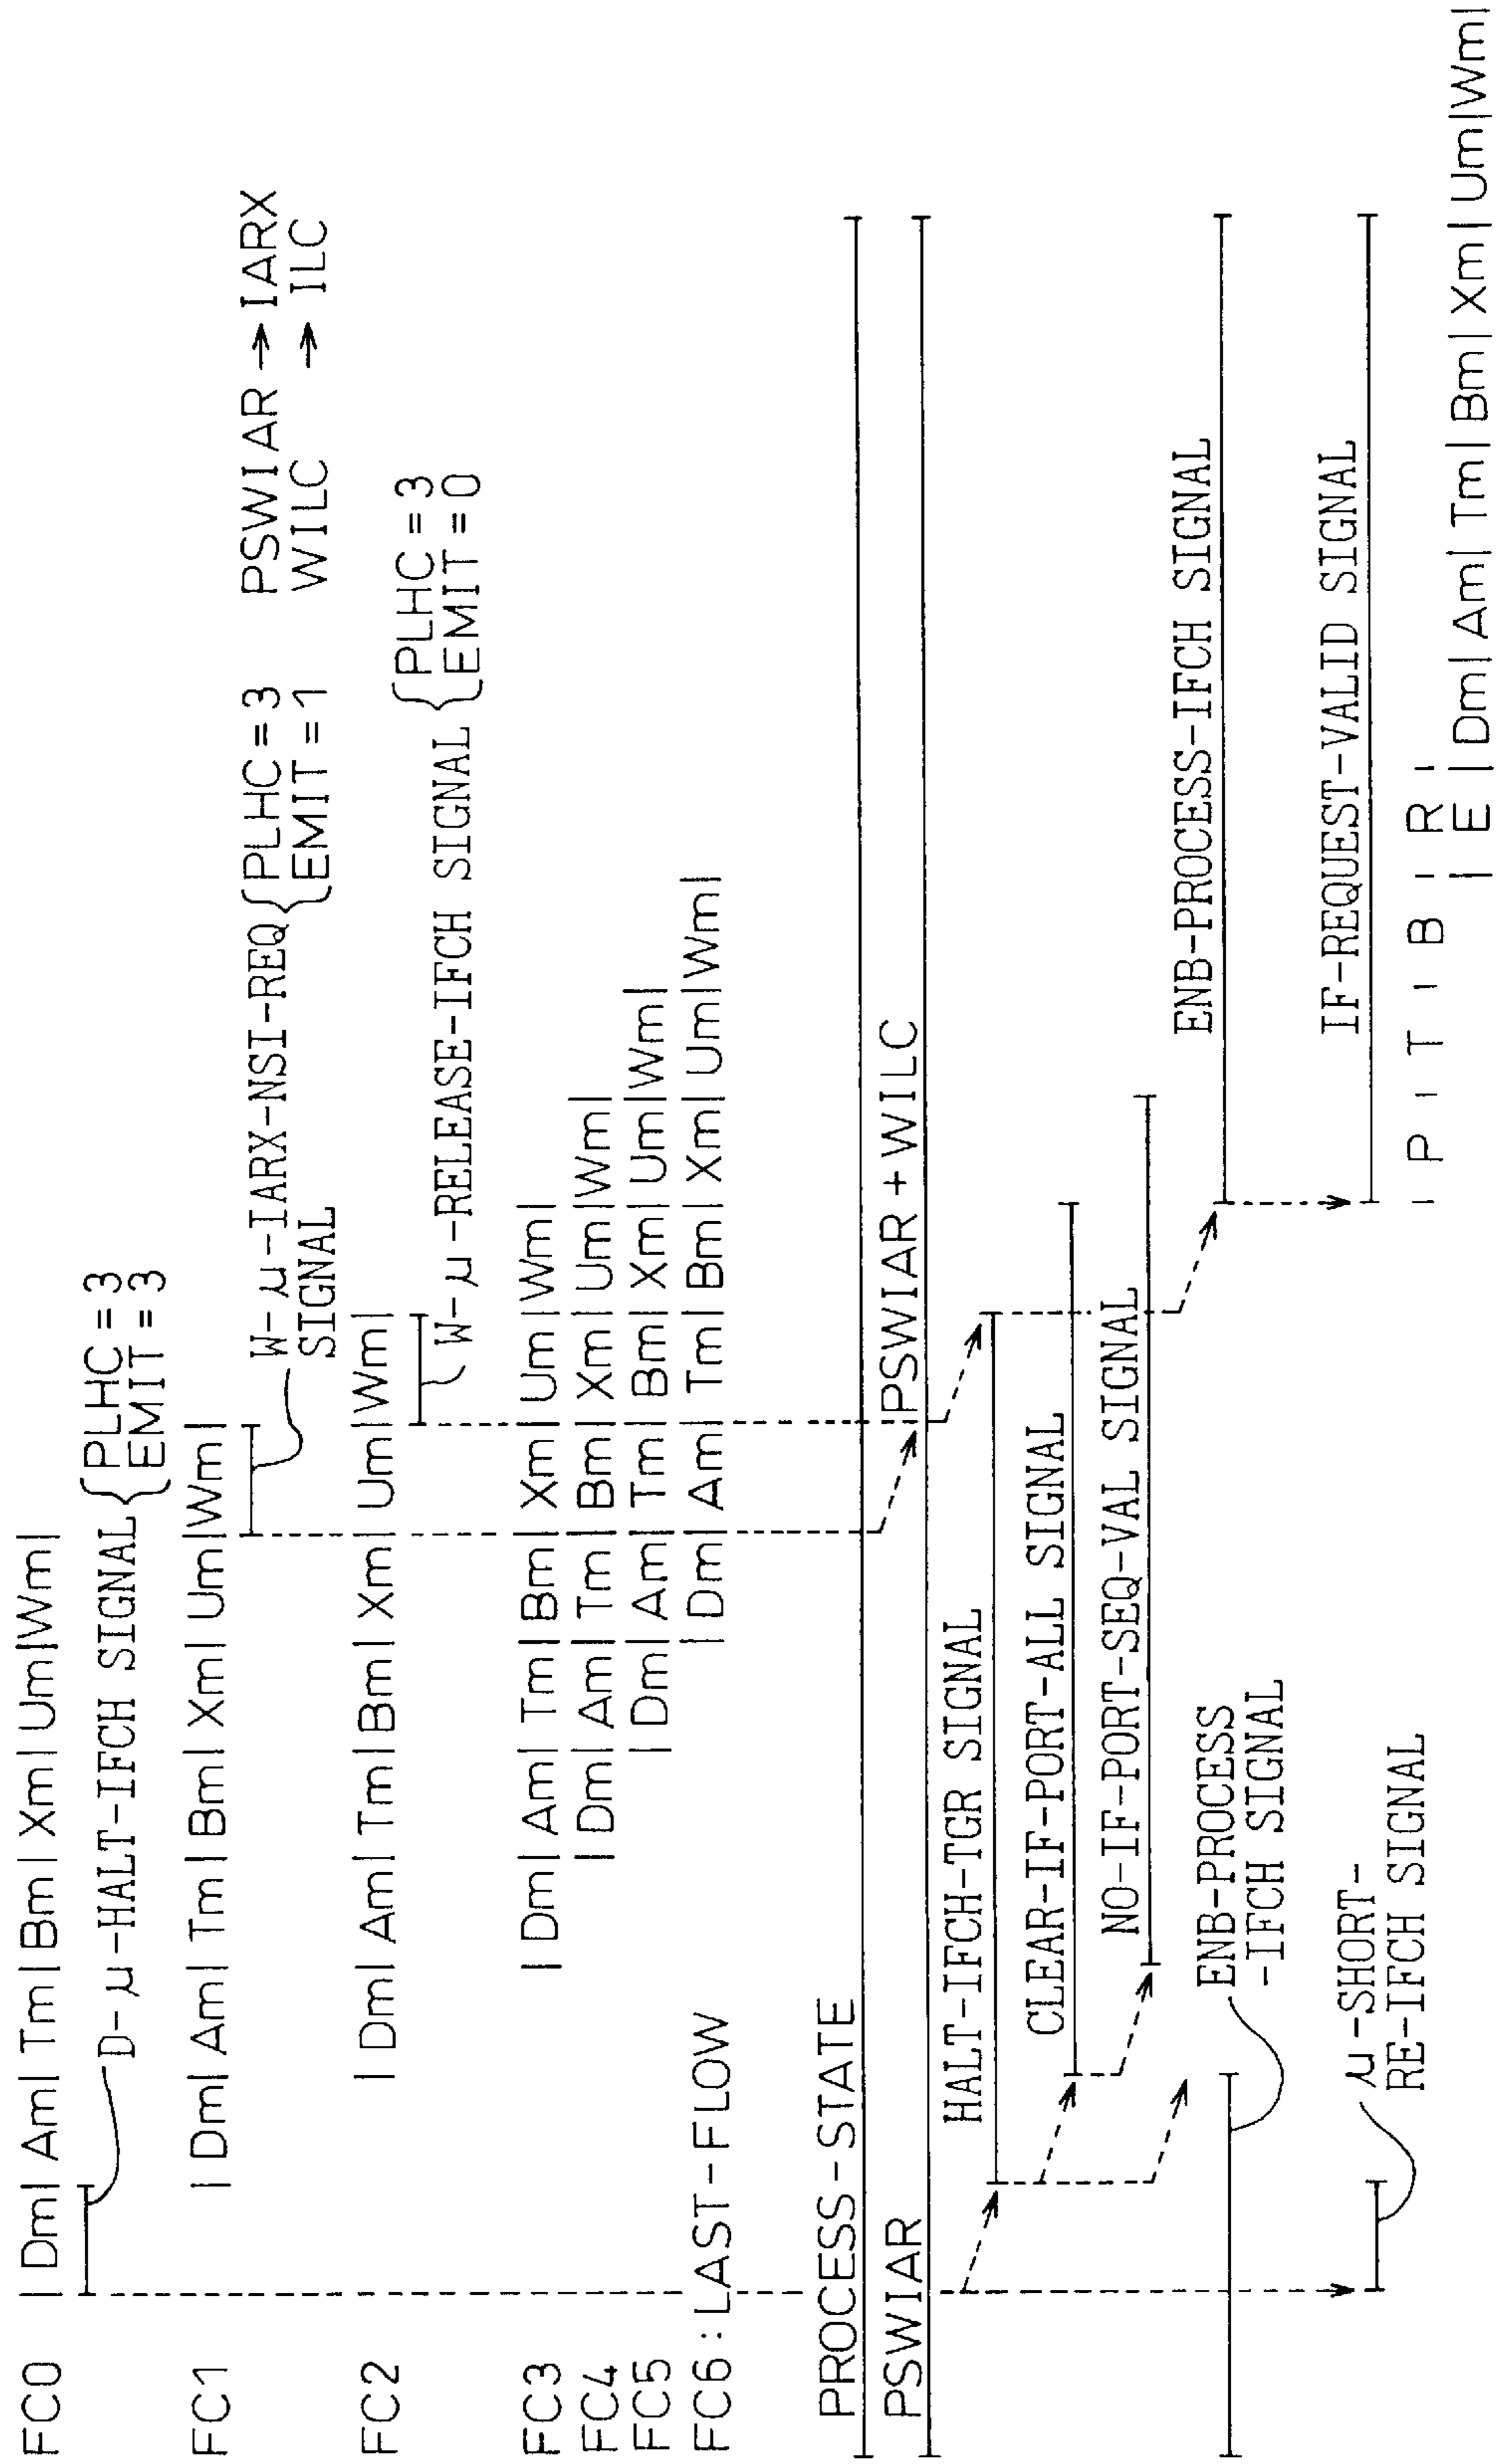 FC0 | Dm | Am | Tm | Bm | Xm | Um | Wm |
D-μ-HALT-IFCH SIGNAL { PLHC = 3
EMIT = 3
FC1 | Dm | Am | Tm | Bm | Xm | Um | Wm |
W-μ-IARX-NSI-REQ { PLHC = 3 PSWIAR → IARX
SIGNAL EMIT = 1 WILC → ILC
FC2 | Dm | Am | Tm | Bm | Xm | Um | Wm |
W-μ-RELEASE-IFCH SIGNAL { PLHC = 3
EMIT = 0
FC3 | Dm | Am | Tm | Bm | Xm | Um | Wm |
FC4 | Dm | Am | Tm | Bm | Xm | Um | Wm |
FC5 | Dm | Am | Tm | Bm | Xm | Um | Wm |
FC6 : LAST-FLOW | Dm | Am | Tm | Bm | Xm | Um | Wm |
PROCESS-STATE
PSWIAR PSWIAR + WILC
HALT-IFCH-TGR SIGNAL
CLEAR-IF-PORT-ALL SIGNAL
NO-IF-PORT-SEQ-VAL SIGNAL
ENB-PROCESS
-IFCH SIGNAL
ENB-PROCESS-IFCH SIGNAL
μ-SHORT-
RE-IFCH SIGNAL
IF-REQUEST-VALID SIGNAL
| P | T | B | R |
| E | Dm | Am | Tm | Bm | Xm | Um | Wm |